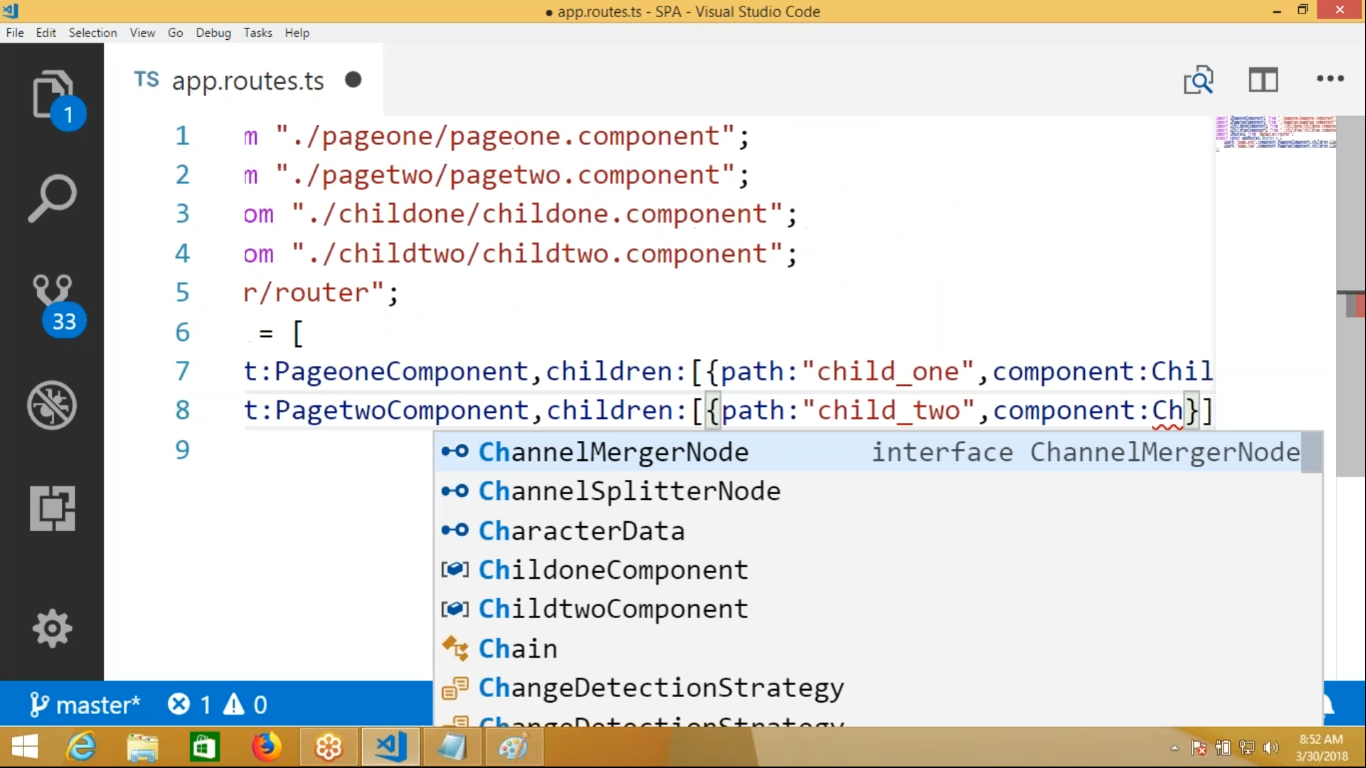 ● app.routes.ts - SPA - Visual Studio Code
File Edit Selection View Go Debug Tasks Help
1
TS app.routes.ts
33
1 m "./pageone/pageone.component";
2 m "./pagetwo/pagetwo.component";
3 om "./childone/childone.component";
4 om "./childtwo/childtwo.component";
5 r/router";
6 = [
7 t:PageoneComponent,children:[{path:"child_one",component:Chil
8 t:PagetwoComponent,children:[{path:"child_two",component:Ch}]
9
ChannelMergerNode interface ChannelMergerNode
ChannelSplitterNode
CharacterData
ChildoneComponent
ChildtwoComponent
Chain
ChangeDetectionStrategy
ChangeDetectionStrategy
master* 1 0
8:52 AM
3/30/2018